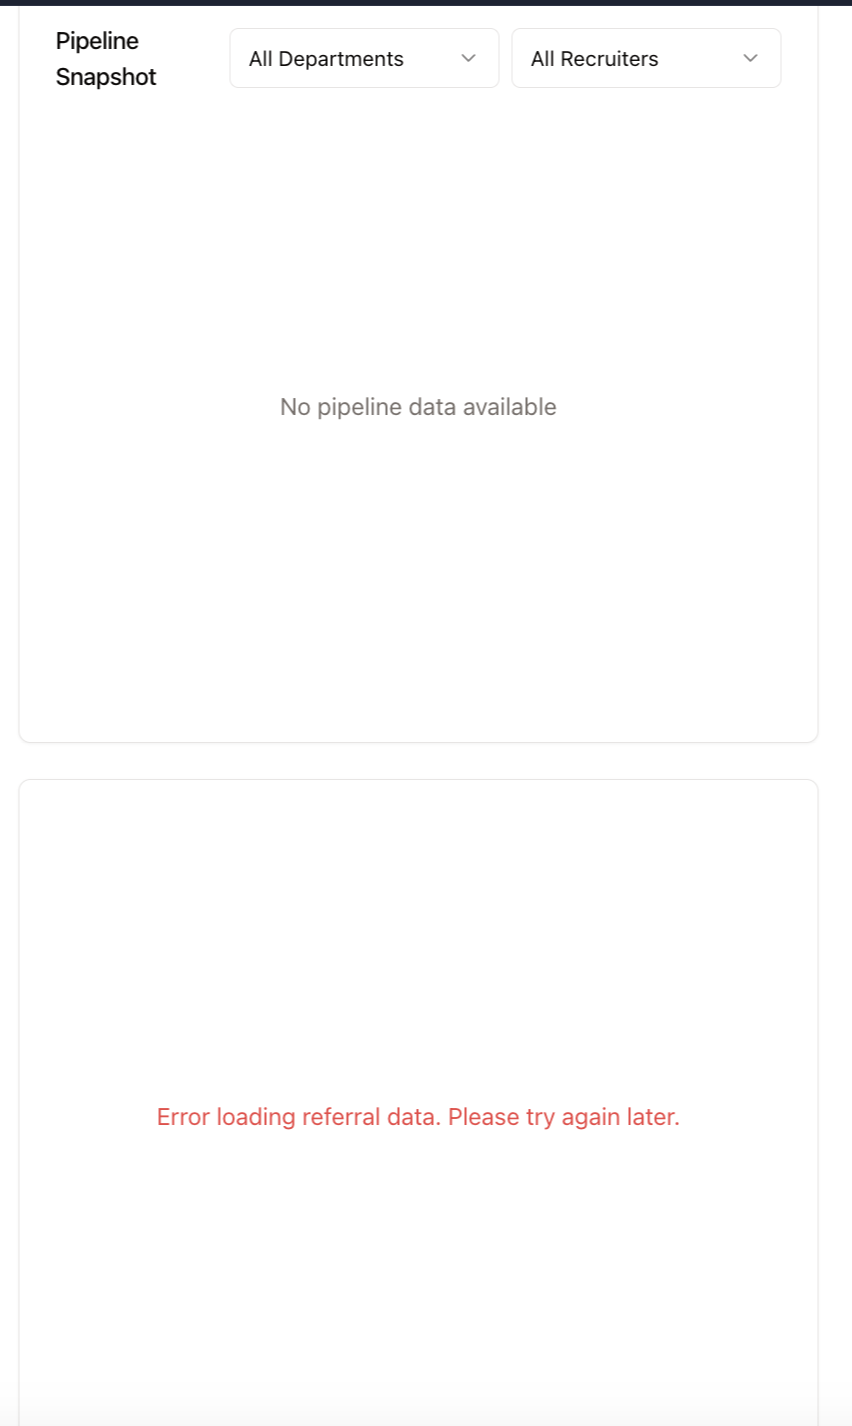 Pipeline
Snapshot
All Departments
All Recruiters
No pipeline data available
Error loading referral data. Please try again later.